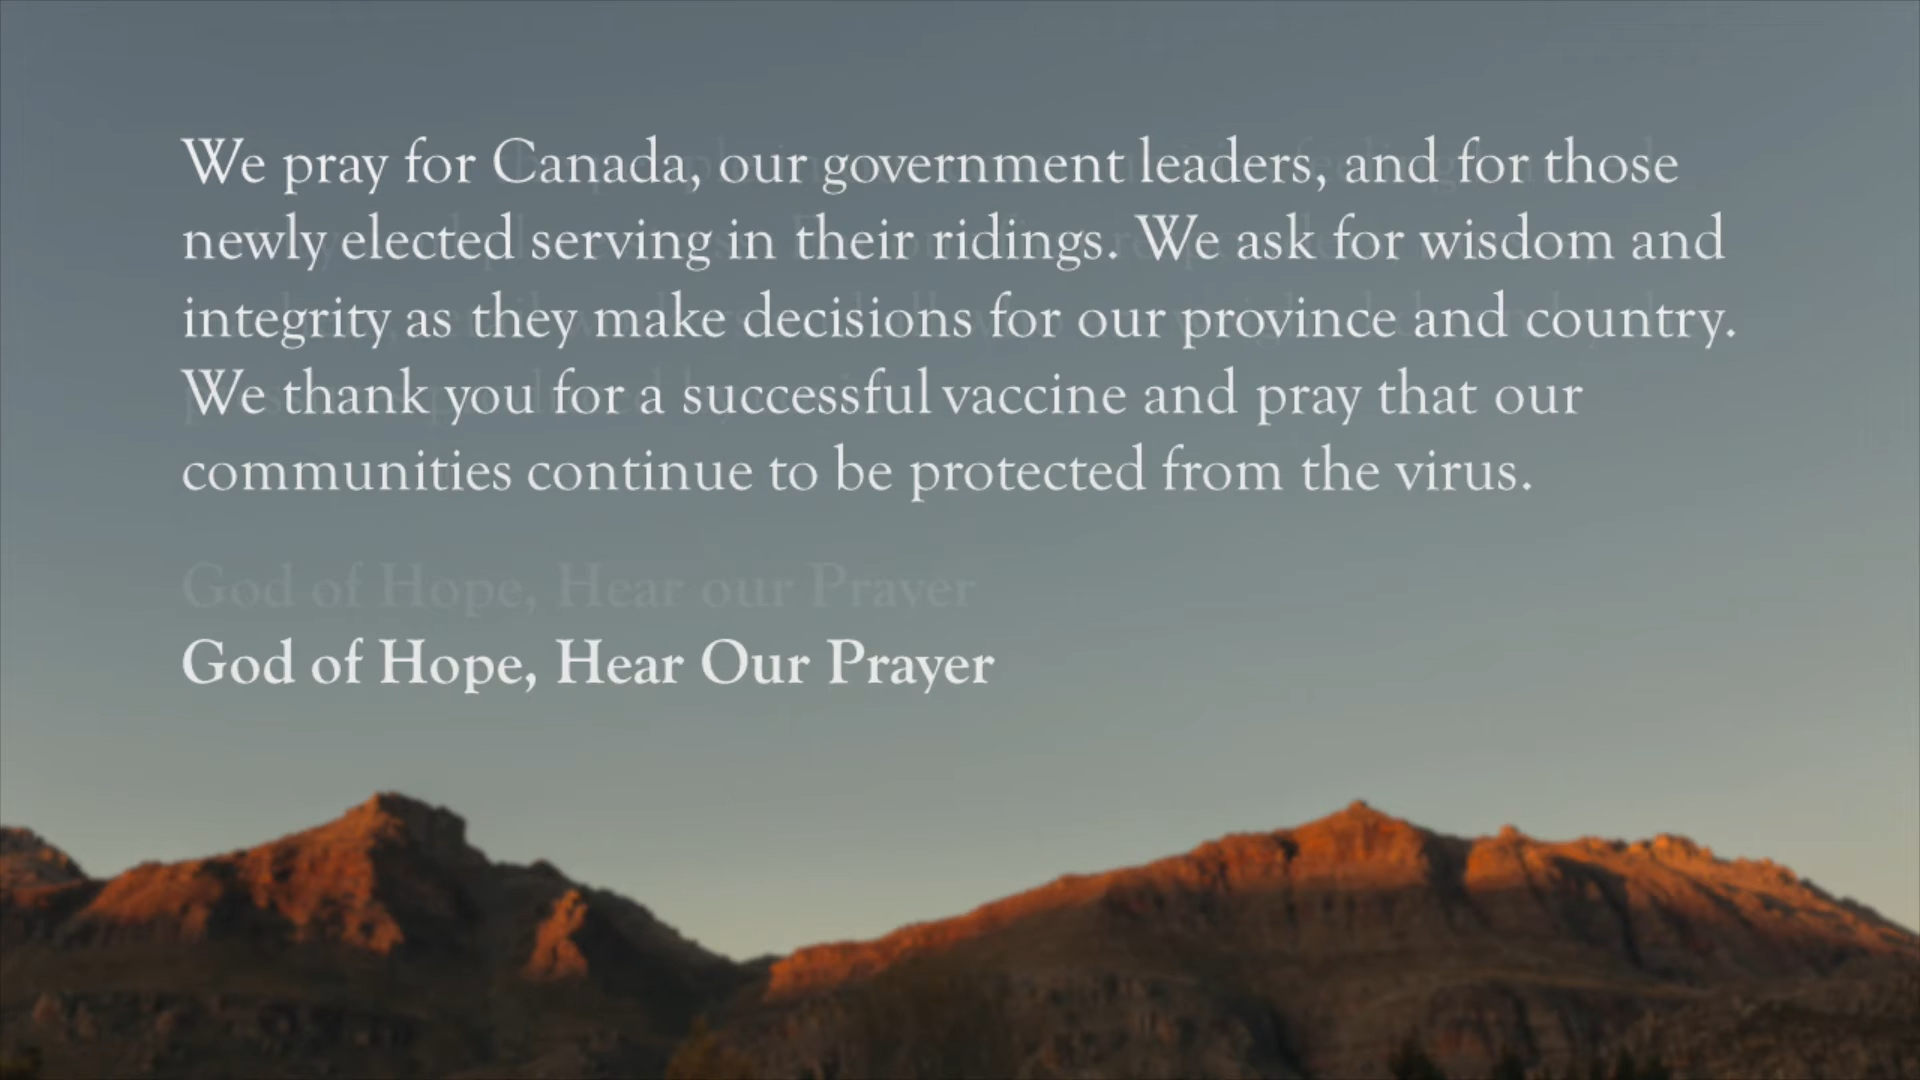 We pray for Canada, our government leaders, and for those
newly elected serving in their ridings. We ask for wisdom and
integrity as they make decisions for our province and country.
We thank you for a successful vaccine and pray that our
communities continue to be protected from the virus.
God of Hope, Hear our Prayer
God of Hope, Hear Our Prayer